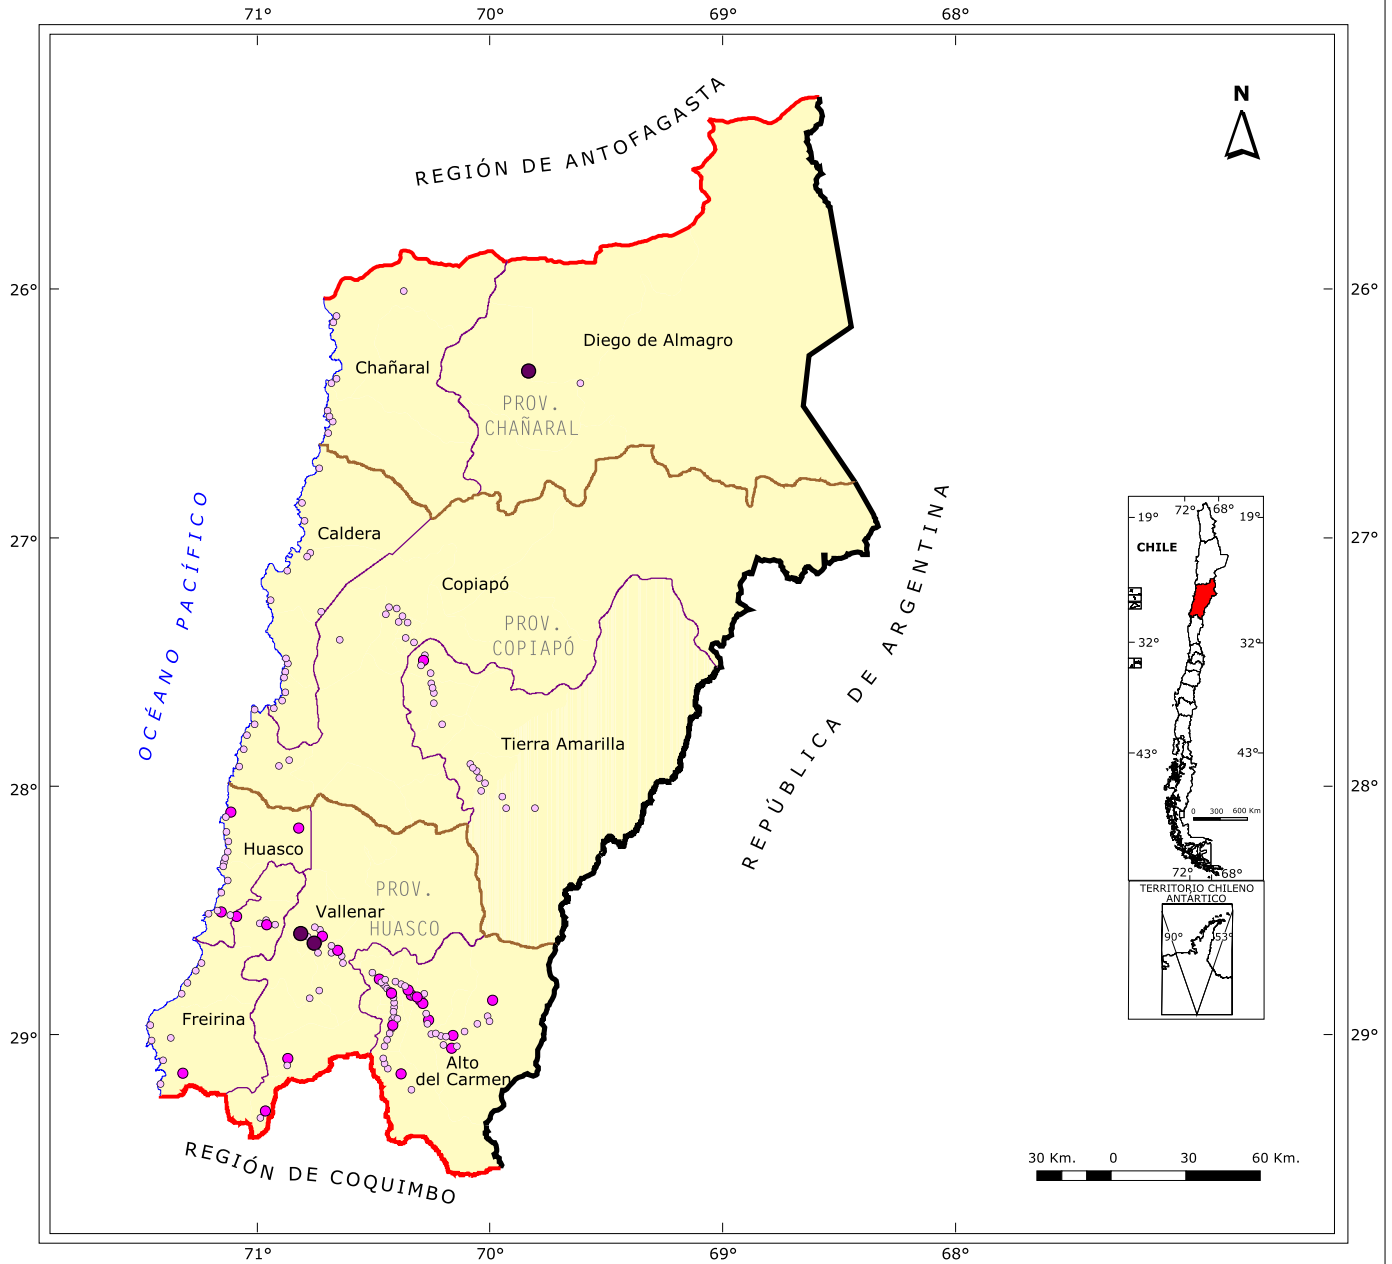 71°
70°
69°
68°
N
REGIÓN DE ANTOFAGASTA
26°
26°
Diego de Almagro
Chañaral
PROV.
CHAÑARAL
OCÉANO PACÍFICO
REPÚBLICA DE ARGENTINA
27°
27°
Caldera
Copiapó
PROV.
COPIAPÓ
Tierra Amarilla
28°
28°
Huasco
PROV.
HUASCO
Vallenar
Freirina
29°
29°
Alto
del Carmen
REGIÓN DE COQUIMBO
72°
68°
19°
19°
CHILE
32°
32°
43°
43°
0 300 600 Km
72°
68°
TERRITORIO CHILENO
ANTÁRTICO
90°
53°
30 Km. 0 30 60 Km.
71°
70°
69°
68°